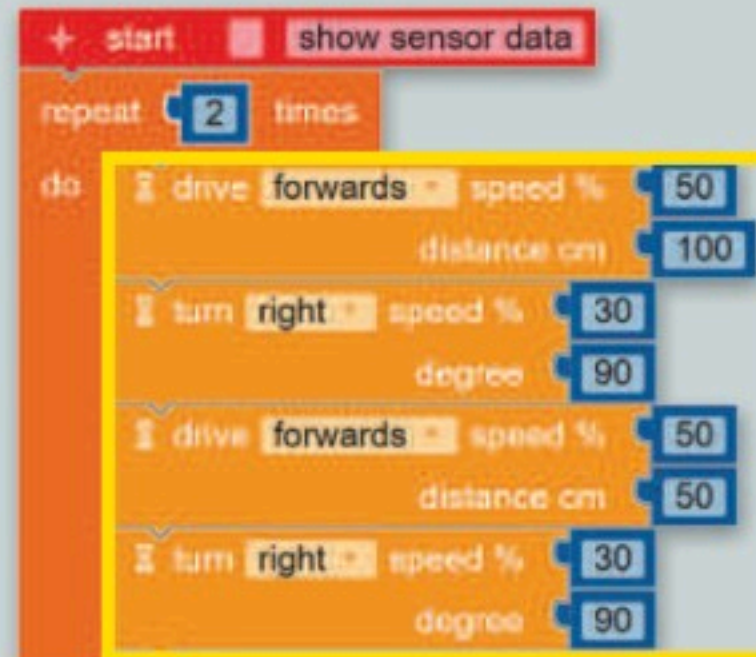 + start show sensor data
repeat 2 times
do drive forwards speed % 50
distance cm 100
turn right speed % 30
degree 90
drive forwards speed % 50
distance cm 50
turn right speed % 30
degree 90